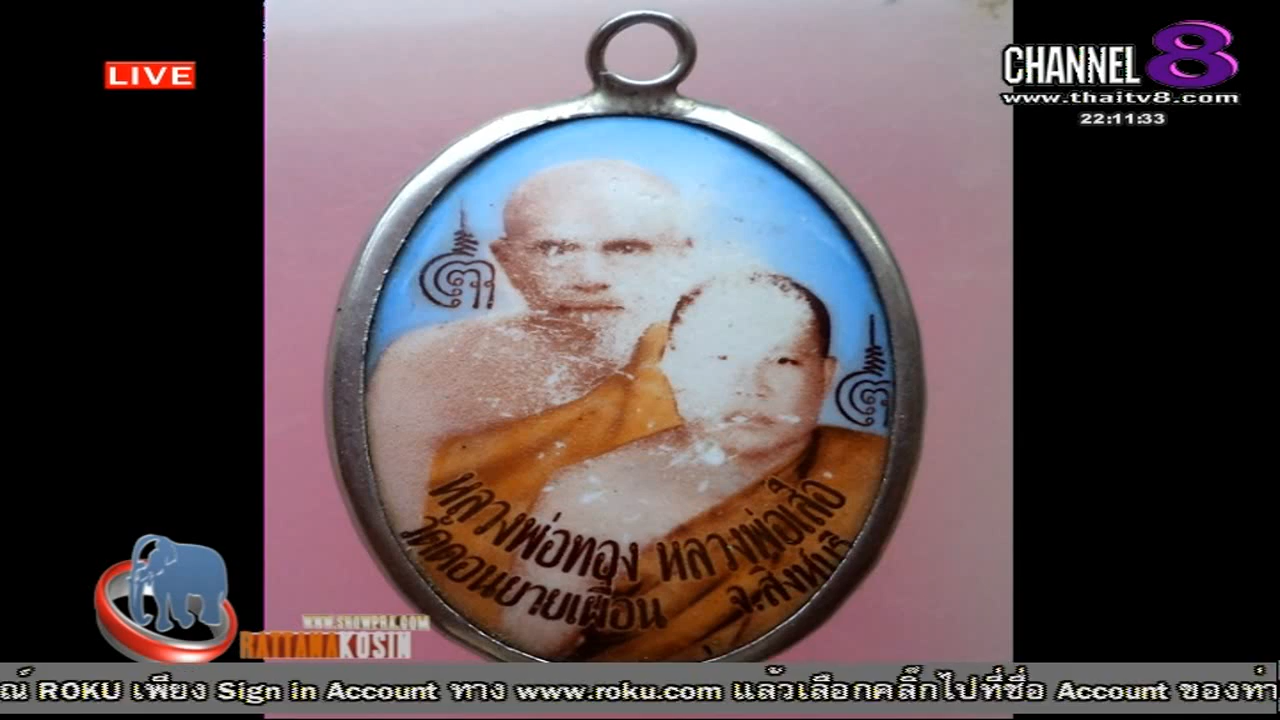 LIVE
CHANNEL 8
www.thaitv8.com
22:11:33
หลวงพ่อทอง หลวงพ่อเสือ
วัดดอนยายเผื่อน จ.สิงห์บุรี
WWW.SHOWPRA.COM
RATTANAKOSIN
ณ์ ROKU เพียง Sign in Account ทาง www.roku.com แล้วเลือกคลิ๊กไปที่ชื่อ Account ของท่า